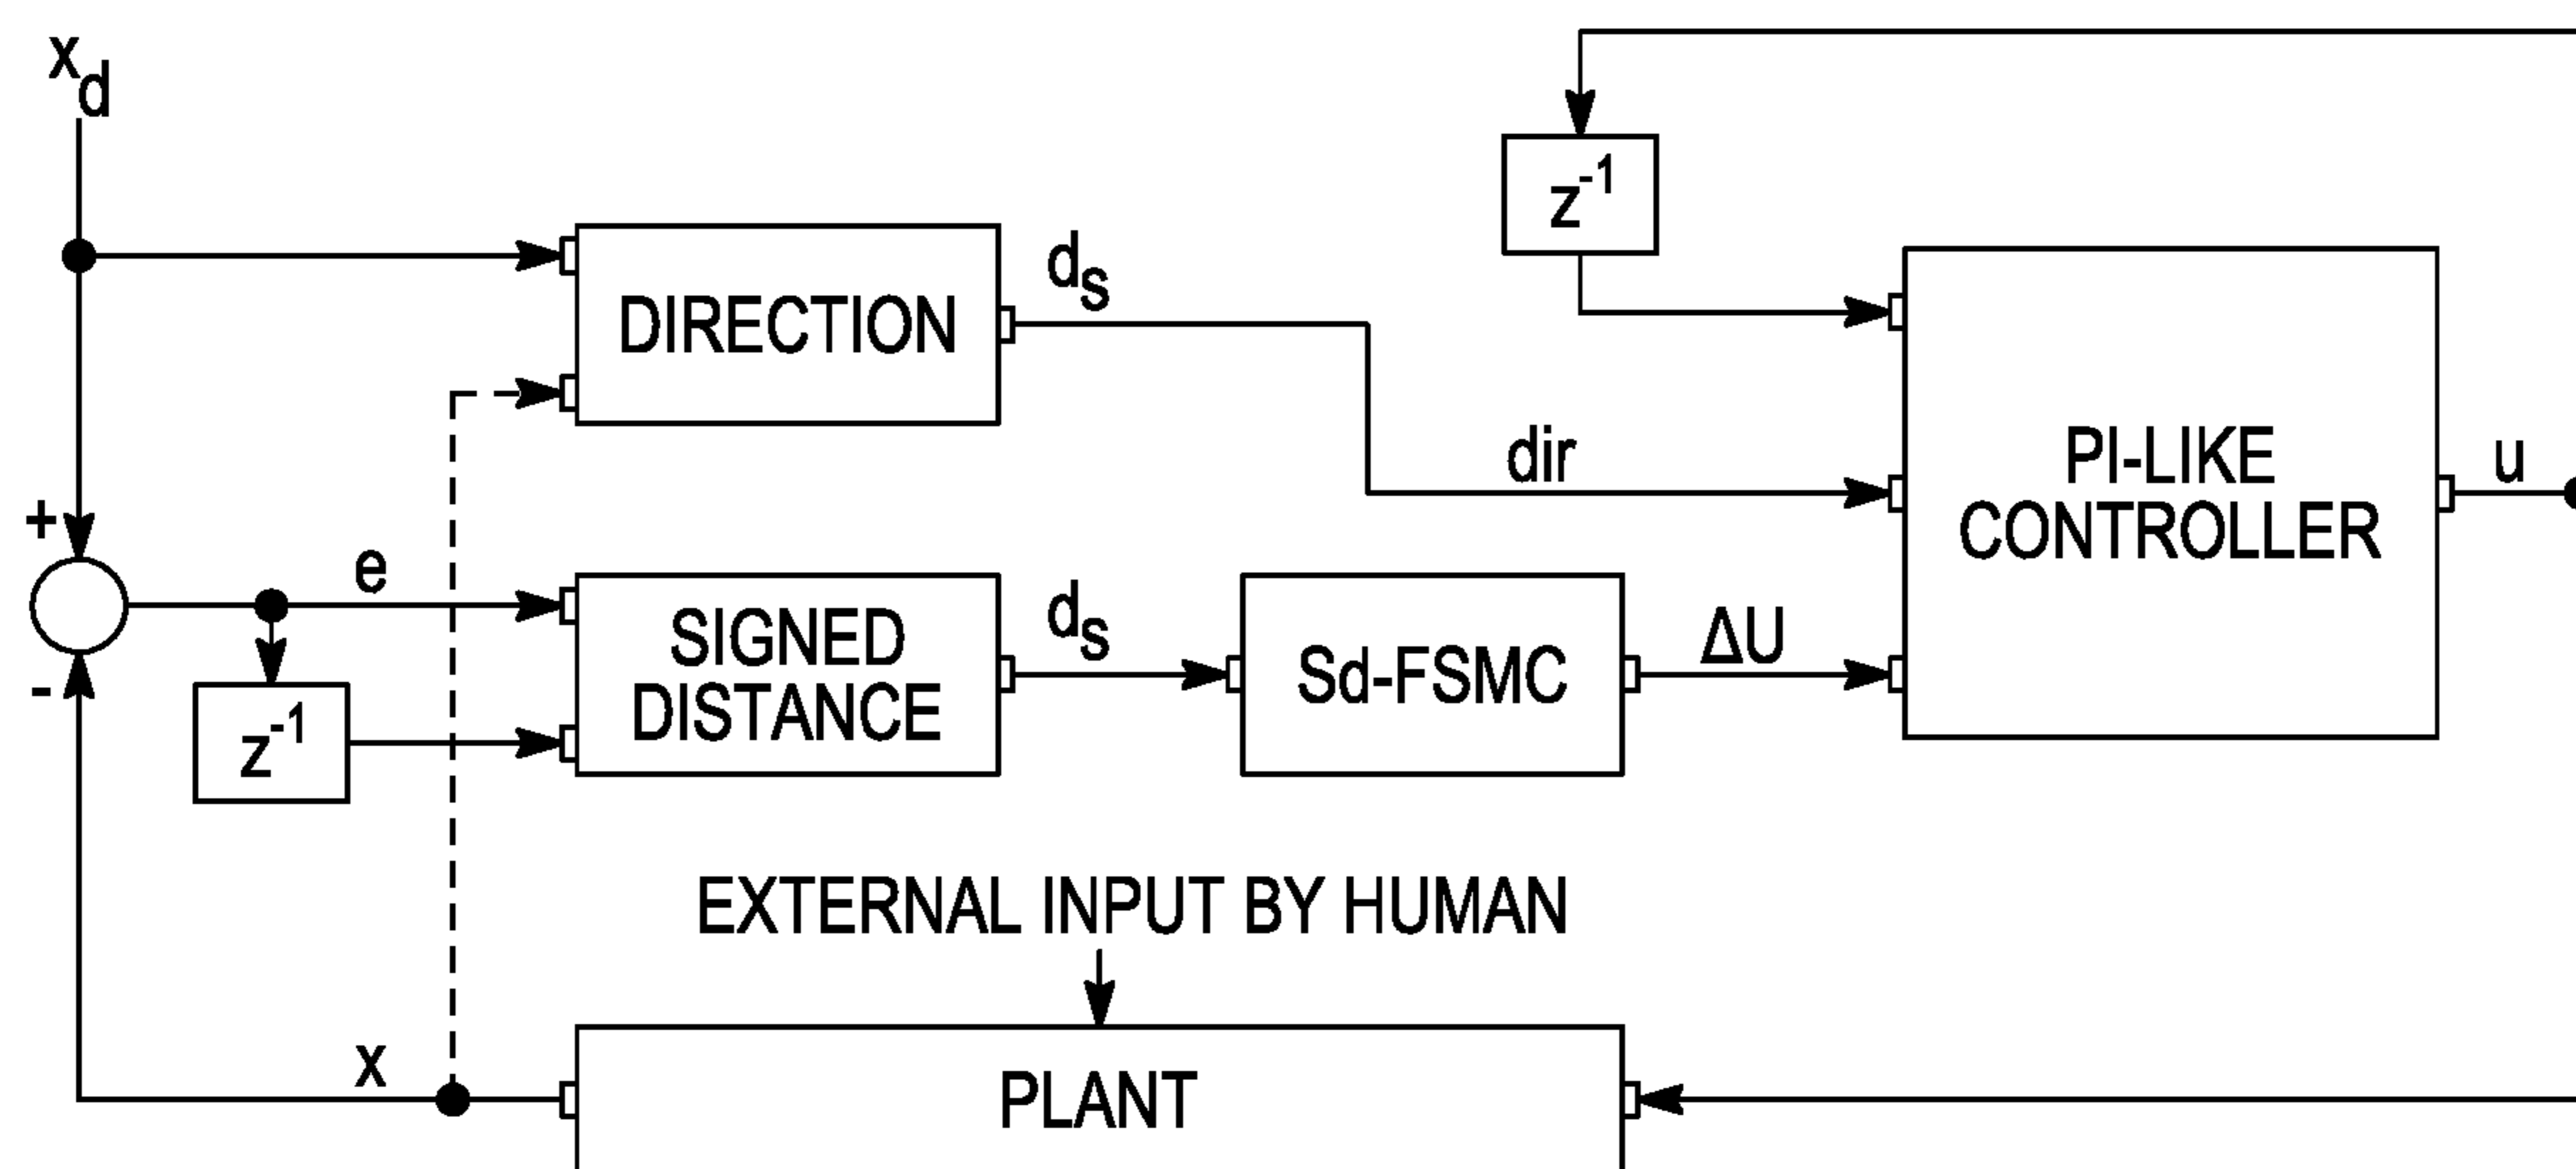 x_d
z^-1
DIRECTION
d_s
dir
PI-LIKE
CONTROLLER
u
+
-
e
z^-1
SIGNED
DISTANCE
d_s
Sd-FSMC
ΔU
EXTERNAL INPUT BY HUMAN
x
PLANT